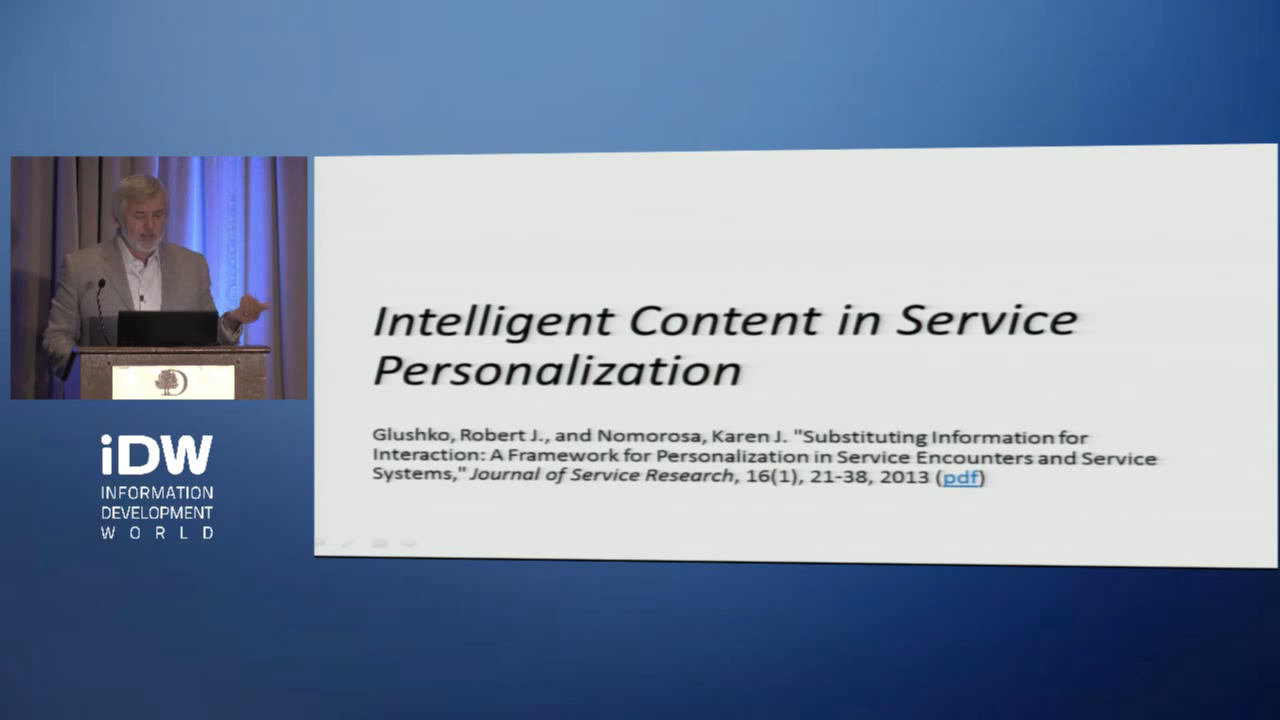 Intelligent Content in Service
Personalization
Glushko, Robert J., and Nomorosa, Karen J. "Substituting Information for
Interaction: A Framework for Personalization in Service Encounters and Service
Systems," Journal of Service Research, 16(1), 21-38, 2013 (pdf)
iDW
INFORMATION
DEVELOPMENT
WORLD